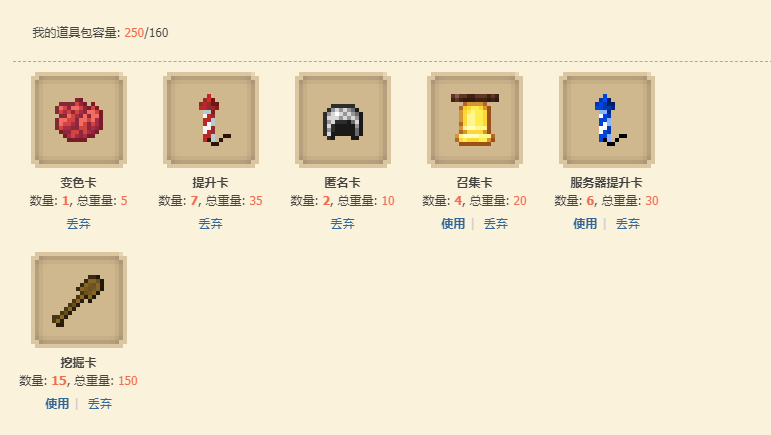 我的道具包容量: 250/160
变色卡 提升卡 匿名卡 召集卡 服务器提升卡
数量: 1, 总重量: 5 数量: 7, 总重量: 35 数量: 2, 总重量: 10 数量: 4, 总重量: 20 数量: 6, 总重量: 30
丢弃 丢弃 丢弃 使用 | 丢弃 使用 | 丢弃
挖掘卡
数量: 15, 总重量: 150
使用 | 丢弃